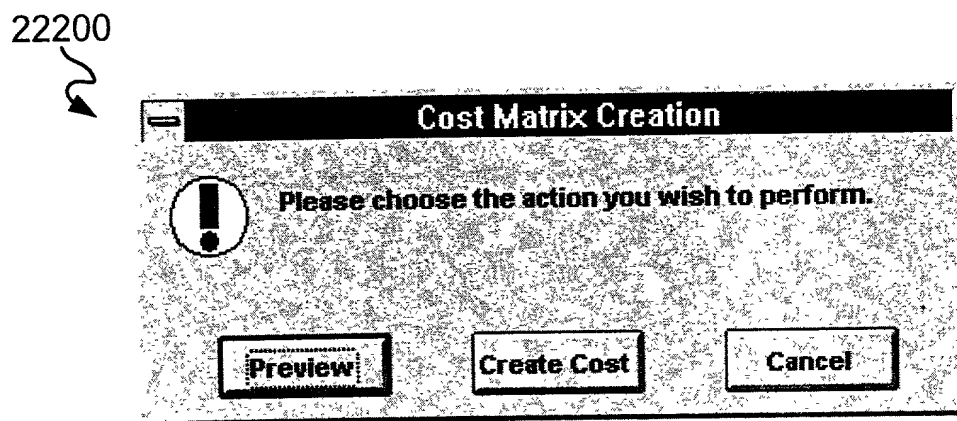 22200
Cost Matrix Creation
Please choose the action you wish to perform.
Preview Create Cost Cancel